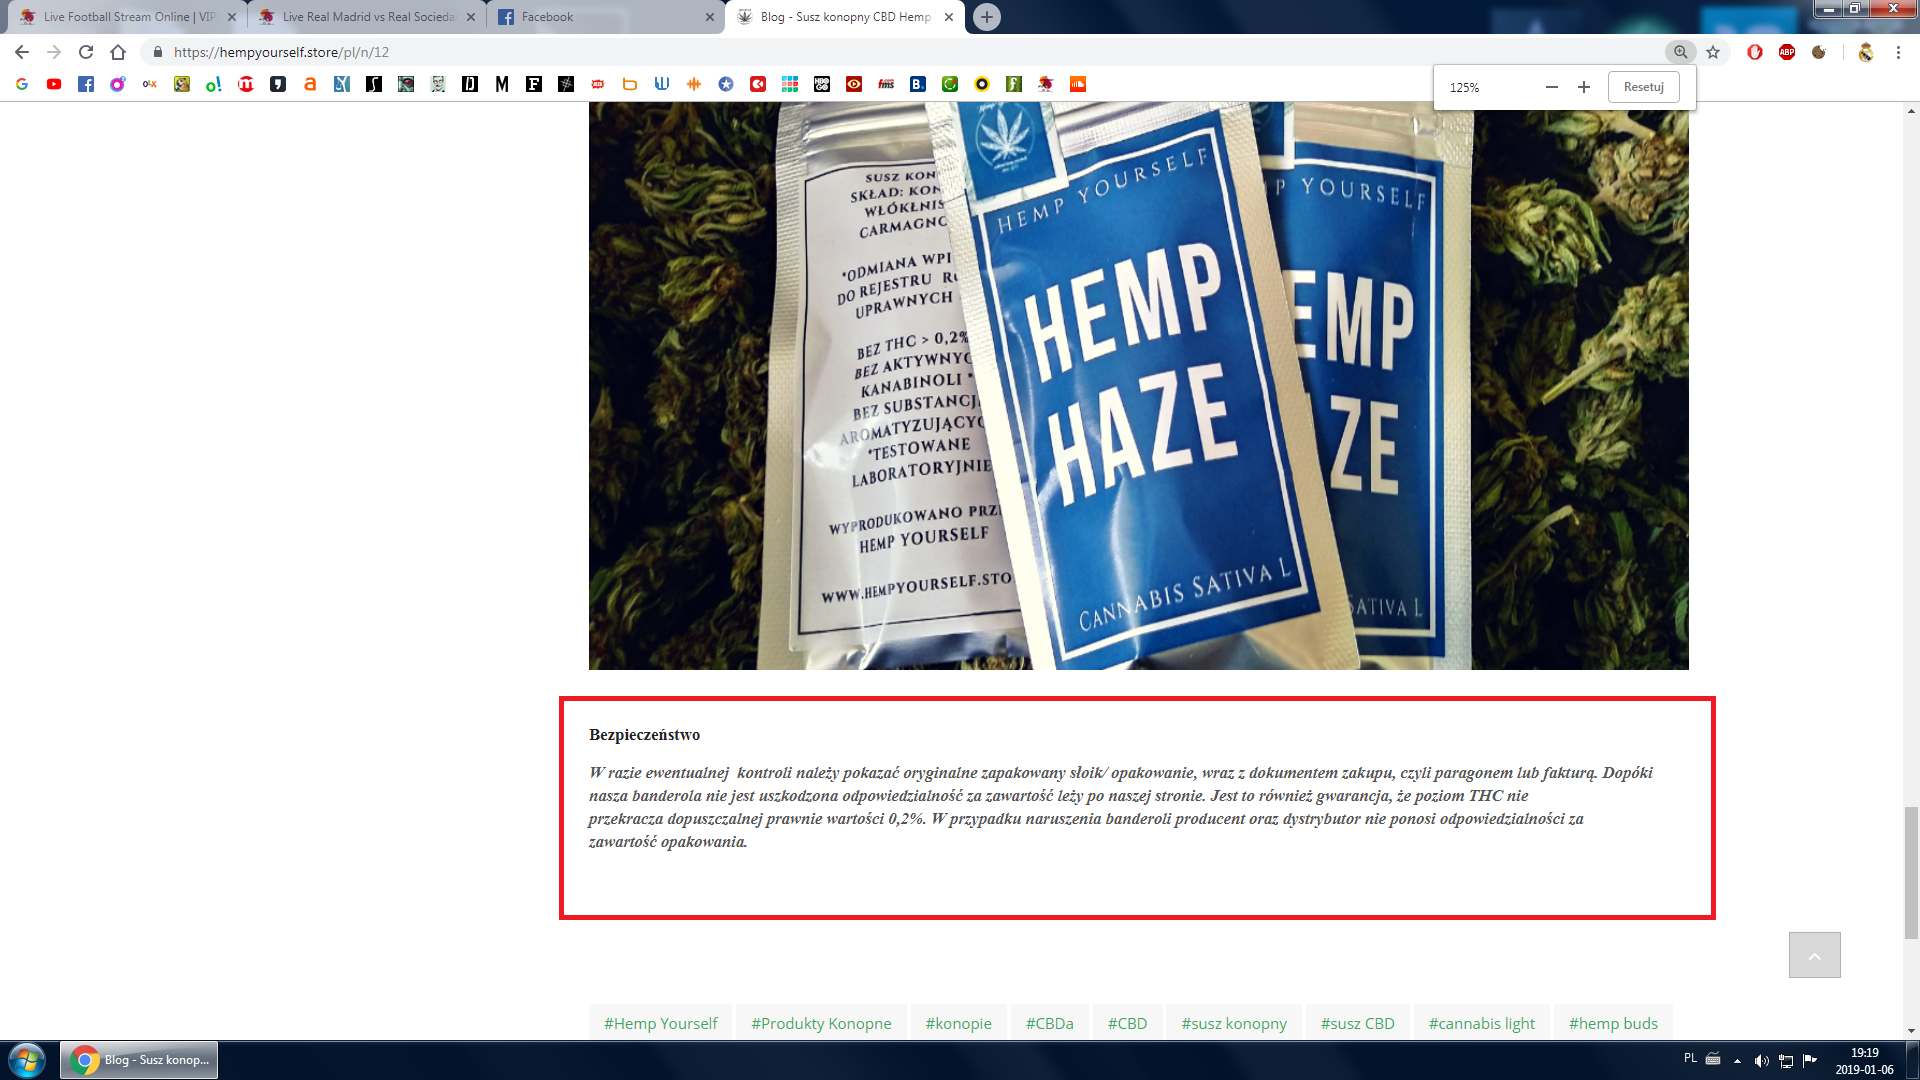 Live Football Stream Online | VIP
Live Real Madrid vs Real Socieda
Facebook
Blog - Susz konopny CBD Hemp
https://hempyourself.store/pl/n/12
ABP
125%
Resetuj
SUSZ KON
SKŁAD: KON
WŁÓKNIS
CARMAGNO
*ODMIANA WPI
DO REJESTRU RO
UPRAWNYCH
BEZ THC > 0,2%
BEZ AKTYWNYC
KANABINOLI *
BEZ SUBSTANCJ
AROMATYZUJĄCYC
*TESTOWANE
LABORATORYJNIE
WYPRODUKOWANO PRZE
HEMP YOURSELF
WWW.HEMPYOURSELF.STO
HEMP YOURSELF
HEMP
HAZE
CANNABIS SATIVA L
P YOURSELF
EMP
ZE
SATIVA L
Bezpieczeństwo
W razie ewentualnej kontroli należy pokazać oryginalne zapakowany słoik/ opakowanie, wraz z dokumentem zakupu, czyli paragonem lub fakturą. Dopóki
nasza banderola nie jest uszkodzona odpowiedzialność za zawartość leży po naszej stronie. Jest to również gwarancja, że poziom THC nie
przekracza dopuszczalnej prawnie wartości 0,2%. W przypadku naruszenia banderoli producent oraz dystrybutor nie ponosi odpowiedzialności za
zawartość opakowania.
#Hemp Yourself #Produkty Konopne #konopie #CBDa #CBD #susz konopny #susz CBD #cannabis light #hemp buds
Blog - Susz konop...
PL
19:19
2019-01-06